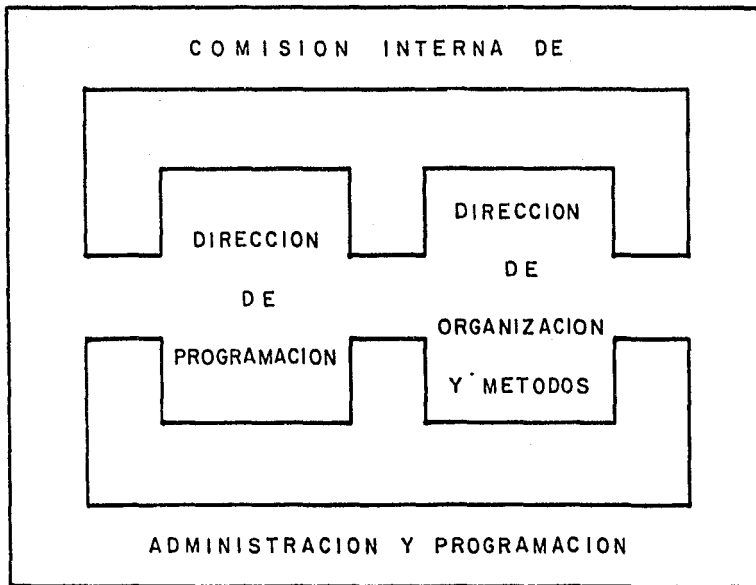 COMISION INTERNA DE
DIRECCION
DE
PROGRAMACION
DIRECCION
DE
ORGANIZACION
Y METODOS
ADMINISTRACION Y PROGRAMACION